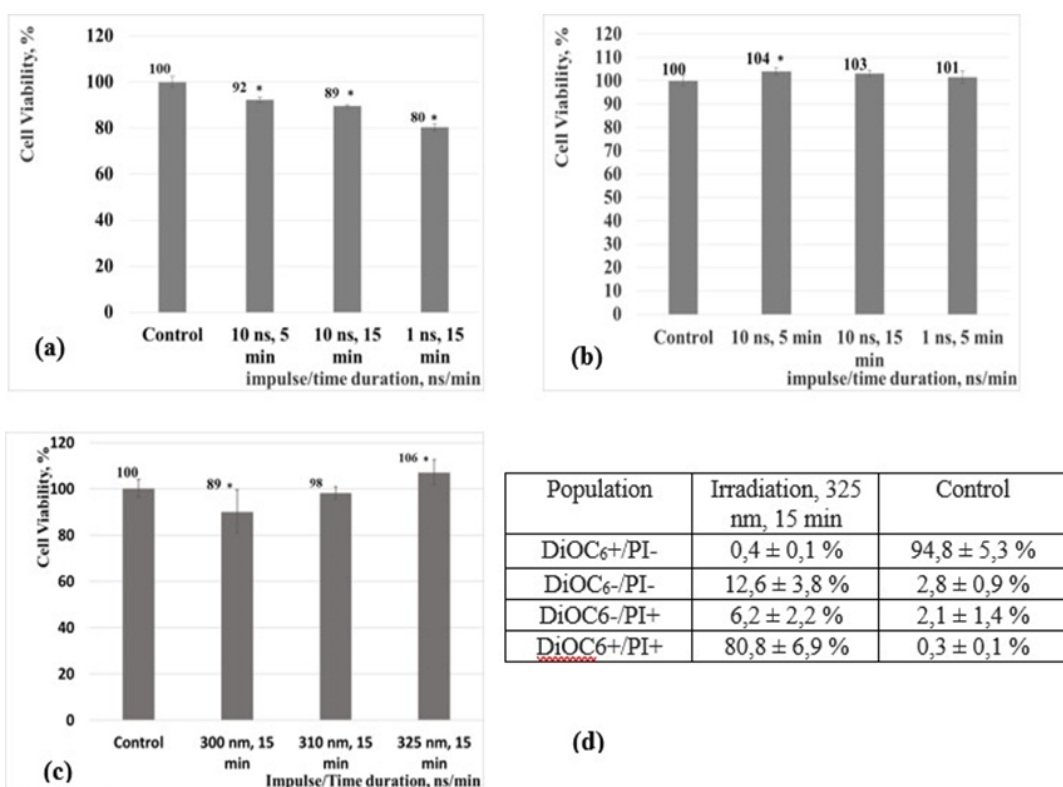 Cell Viability, %
120
100
80
60
40
20
0
100
92 *
89 *
80 *
Control
10 ns, 5 min
10 ns, 15 min
1 ns, 15 min
impulse/time duration, ns/min
(a)
Cell Viability, %
120
110
100
90
80
70
60
50
40
30
20
10
0
100
104 *
103
101
Control
10 ns, 5 min
10 ns, 15 min
1 ns, 5 min
impulse/time duration, ns/min
(b)
Cell Viability, %
120
100
80
60
40
20
0
100
89 *
98
106 *
Control
300 nm, 15 min
310 nm, 15 min
325 nm, 15 min
Impulse/Time duration, ns/min
(c)
Population Irradiation, 325 nm, 15 min Control
DiOC₆+/PI- 0,4 ± 0,1 % 94,8 ± 5,3 %
DiOC₆-/PI- 12,6 ± 3,8 % 2,8 ± 0,9 %
DiOC6-/PI+ 6,2 ± 2,2 % 2,1 ± 1,4 %
DiOC6+/PI+ 80,8 ± 6,9 % 0,3 ± 0,1 %
(d)